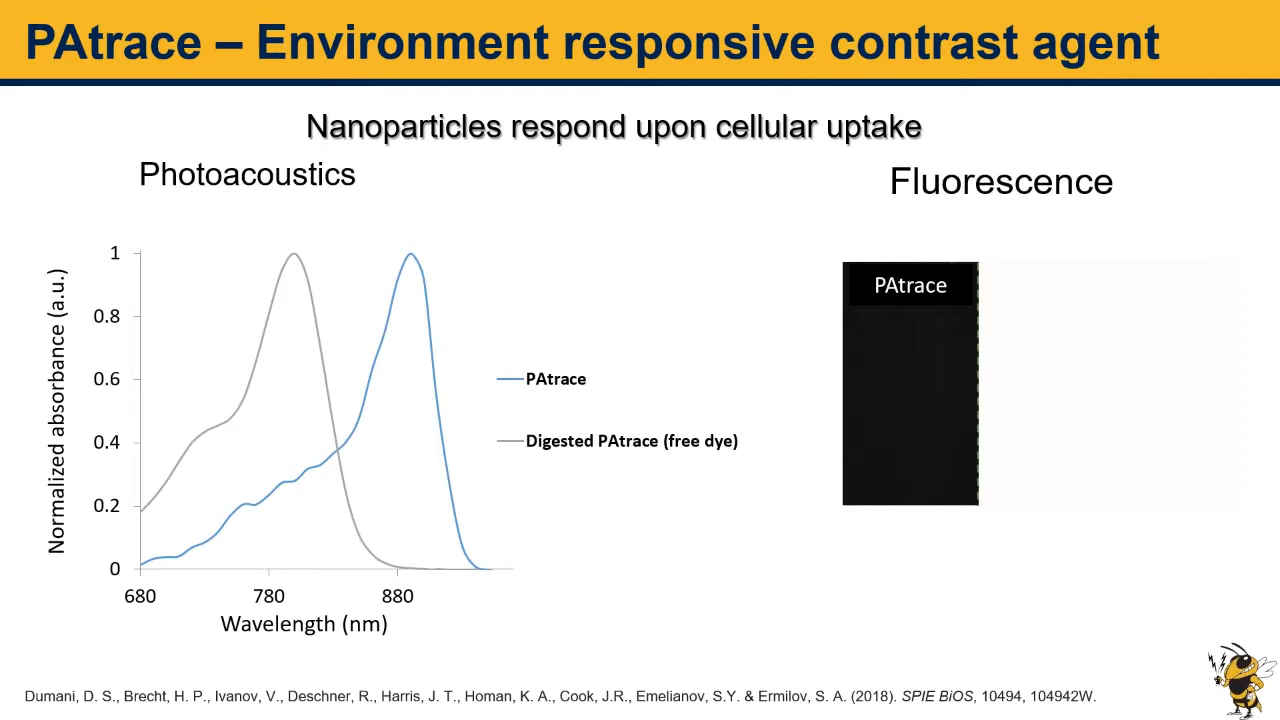 PAtrace – Environment responsive contrast agent
Nanoparticles respond upon cellular uptake
Photoacoustics
Fluorescence
Normalized absorbance (a.u.)
1
0.8
0.6
0.4
0.2
0
680
780
880
Wavelength (nm)
PAtrace
Digested PAtrace (free dye)
PAtrace
Dumani, D. S., Brecht, H. P., Ivanov, V., Deschner, R., Harris, J. T., Homan, K. A., Cook, J.R., Emelianov, S.Y. & Ermilov, S. A. (2018). SPIE BiOS, 10494, 104942W.